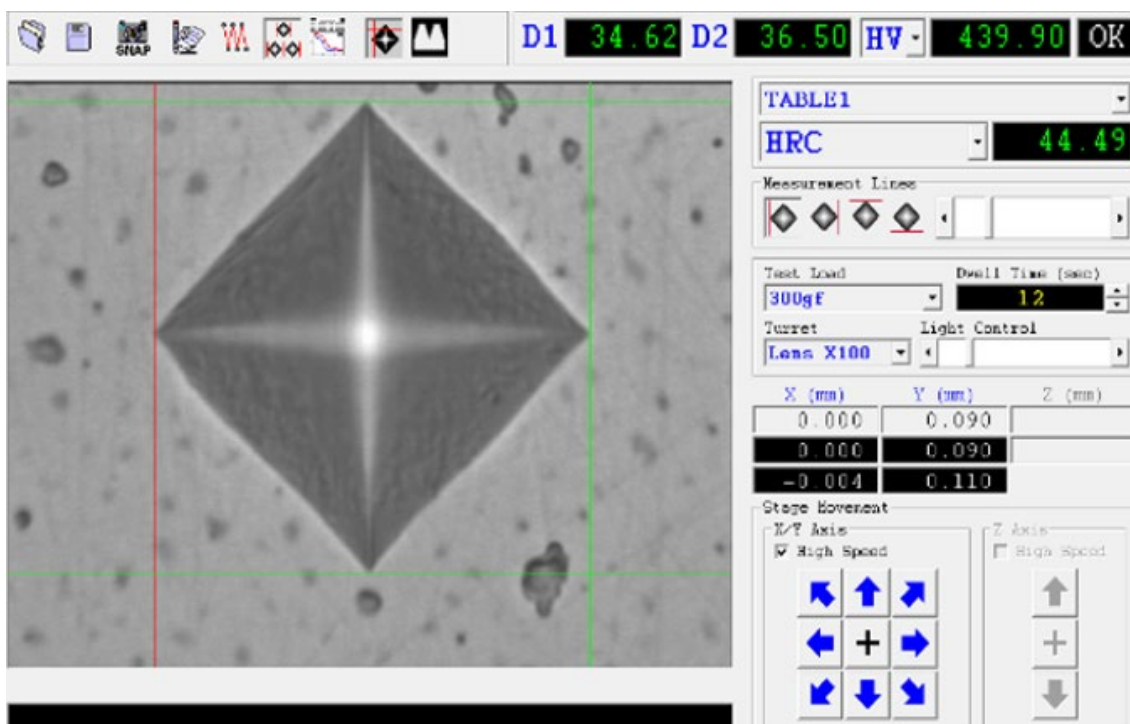 SNAP D1 34.62 D2 36.50 HV 439.90 OK
TABLE1
HRC 44.49
Measurement Lines
Test Load Dwell Time (sec)
300gf 12
Turret Light Control
Lens X100
X (mm) Y (mm) Z (mm)
0.000 0.090
0.000 0.090
-0.004 0.110
Stage Movement
X/Y Axis Z Axis
High Speed High Speed